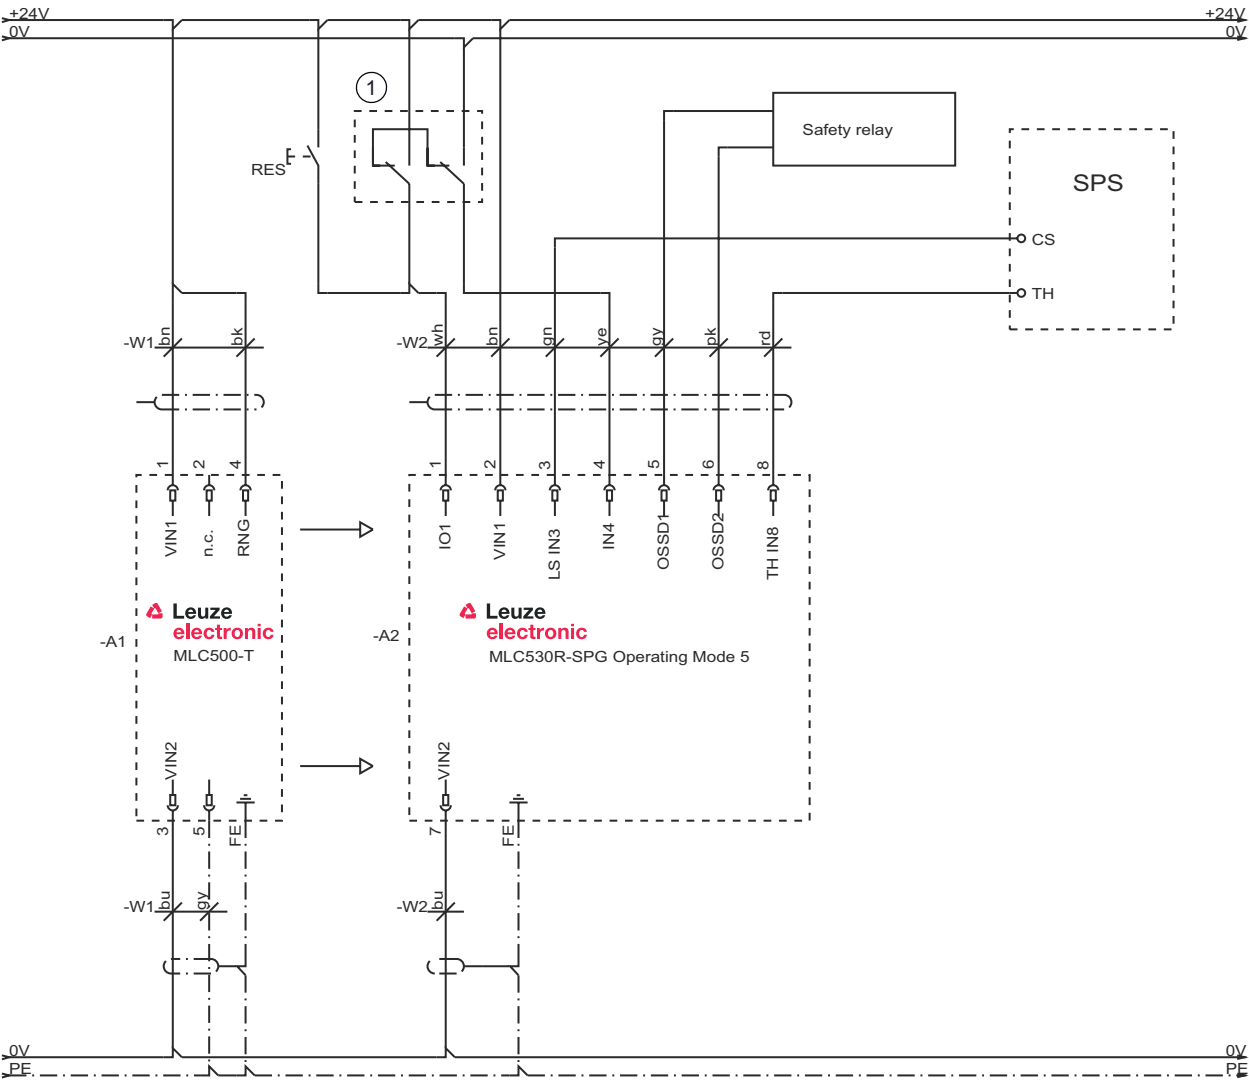 +24V
+24V
0V
0V
1
Safety relay
SPS
RES
CS
TH
-W1
bn
bk
-W2
wh
bn
gn
ye
gy
pk
rd
1
2
4
1
2
3
4
5
6
8
VIN1
n.c.
RNG
IO1
VIN1
LS IN3
IN4
OSSD1
OSSD2
TH IN8
Leuze
electronic
MLC500-T
-A1
-A2
Leuze
electronic
MLC530R-SPG Operating Mode 5
VIN2
VIN2
3
5
FE
7
FE
-W1
bu
gy
-W2
bu
0V
0V
PE
PE